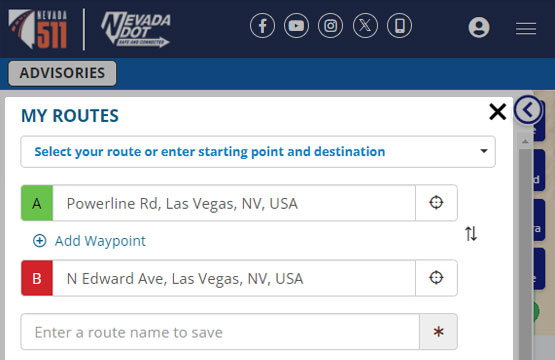 NEVADA
511
NEVADA
DOT
SAFE AND CONNECTED
ADVISORIES
MY ROUTES
Select your route or enter starting point and destination
A Powerline Rd, Las Vegas, NV, USA
Add Waypoint
B N Edward Ave, Las Vegas, NV, USA
Enter a route name to save *